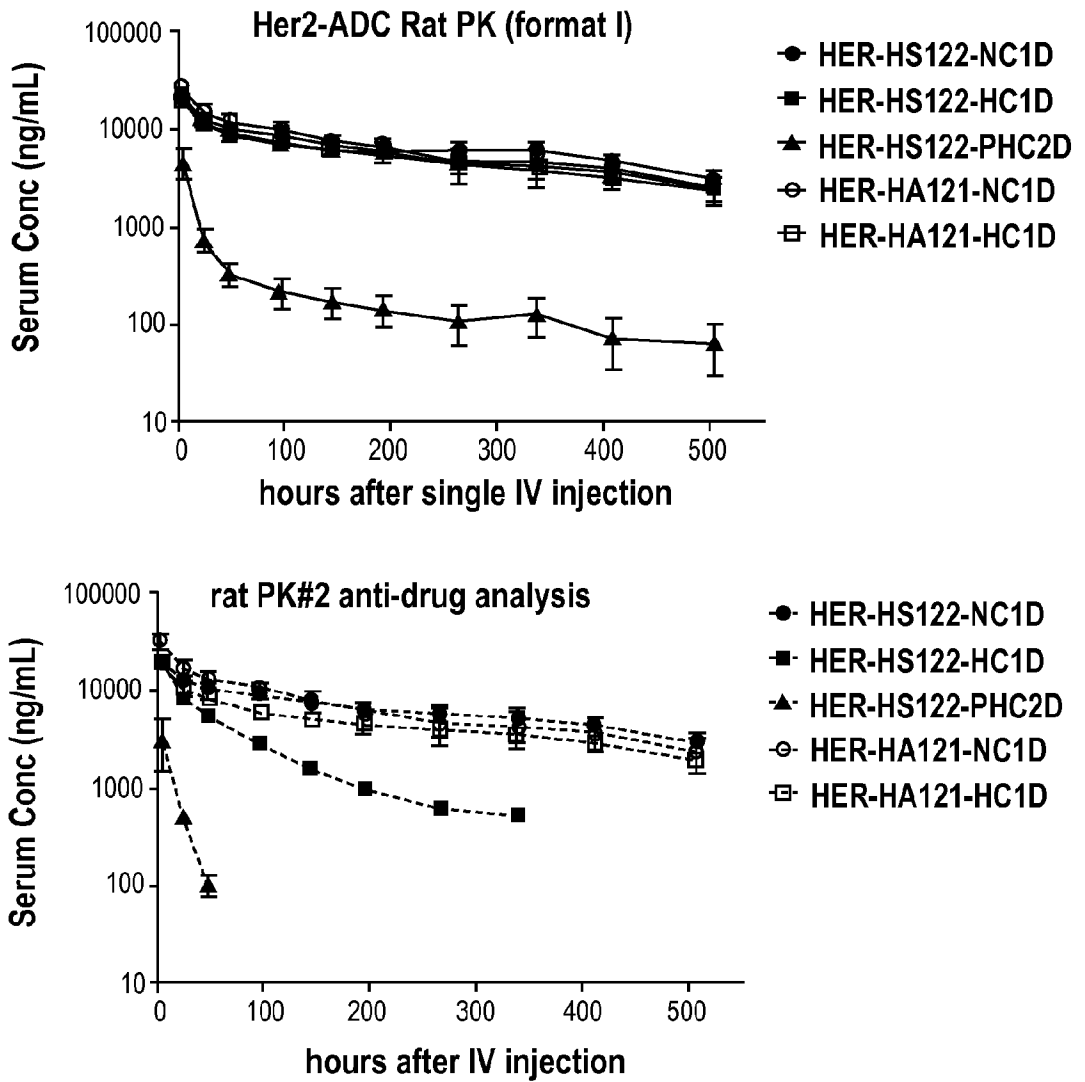 Her2-ADC Rat PK (format I)
Serum Conc (ng/mL)
100000
10000
1000
100
10
0 100 200 300 400 500
hours after single IV injection
HER-HS122-NC1D
HER-HS122-HC1D
HER-HS122-PHC2D
HER-HA121-NC1D
HER-HA121-HC1D
rat PK#2 anti-drug analysis
Serum Conc (ng/mL)
100000
10000
1000
100
10
0 100 200 300 400 500
hours after IV injection
HER-HS122-NC1D
HER-HS122-HC1D
HER-HS122-PHC2D
HER-HA121-NC1D
HER-HA121-HC1D